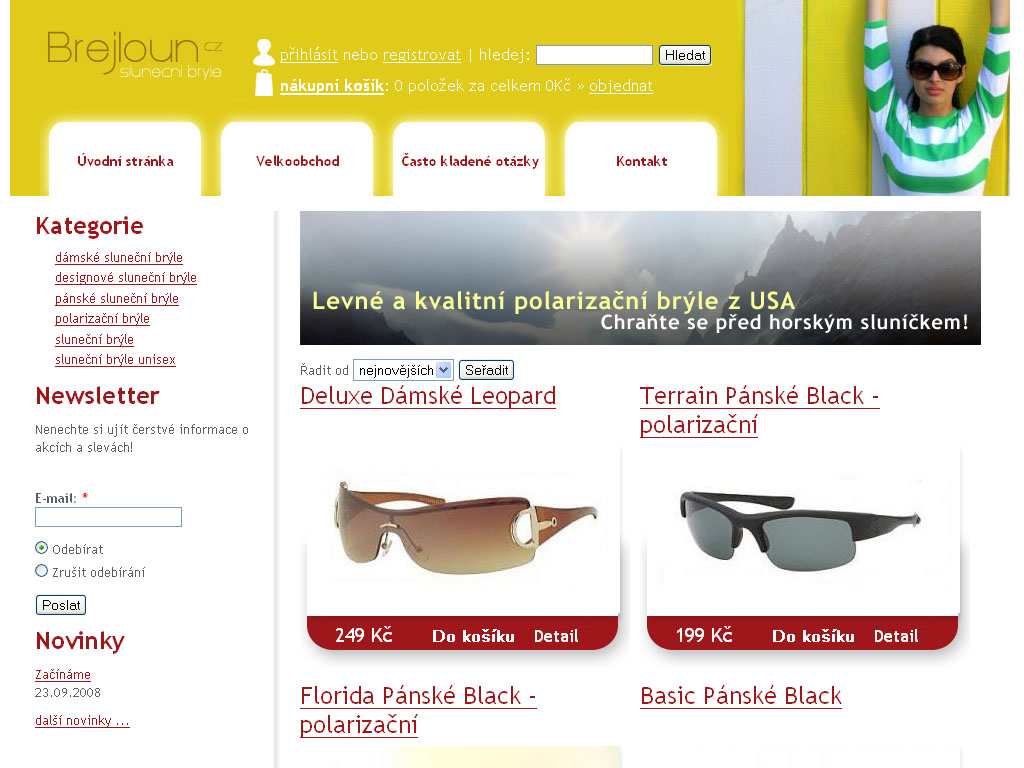 Brejloun cz
slunecni bryle
přihlásit nebo registrovat | hledej: Hledat
nákupní košík: 0 položek za celkem 0Kč » objednat
Úvodní stránka
Velkoobchod
Často kladené otázky
Kontakt
Kategorie
dámské sluneční brýle
designové sluneční brýle
pánské sluneční brýle
polarizační brýle
sluneční brýle
sluneční brýle unisex
Newsletter
Nenechte si ujít čerstvé informace o
akcích a slevách!
E-mail: *
Odebírat
Zrušit odebírání
Poslat
Novinky
Začínáme
23.09.2008
další novinky ...
Levné a kvalitní polarizační brýle z USA
Chraňte se před horským sluníčkem!
Řadit od nejnovějších Seřadit
Deluxe Dámské Leopard
249 Kč Do košíku Detail
Terrain Pánské Black -
polarizační
199 Kč Do košíku Detail
Florida Pánské Black -
polarizační
Basic Pánské Black